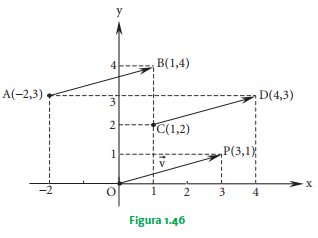 y
4
B(1,4)
A(−2,3)
3
D(4,3)
2
C(1,2)
1
P(3,1)
v
−2
O
1
2
3
4
x
Figura 1.46